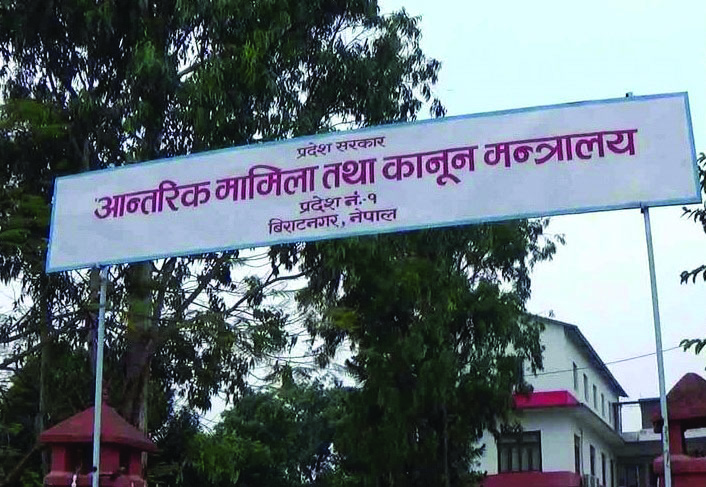 प्रदेश सरकार
आन्तरिक मामिला तथा कानून मन्त्रालय
प्रदेश नं.-१
बिराटनगर, नेपाल